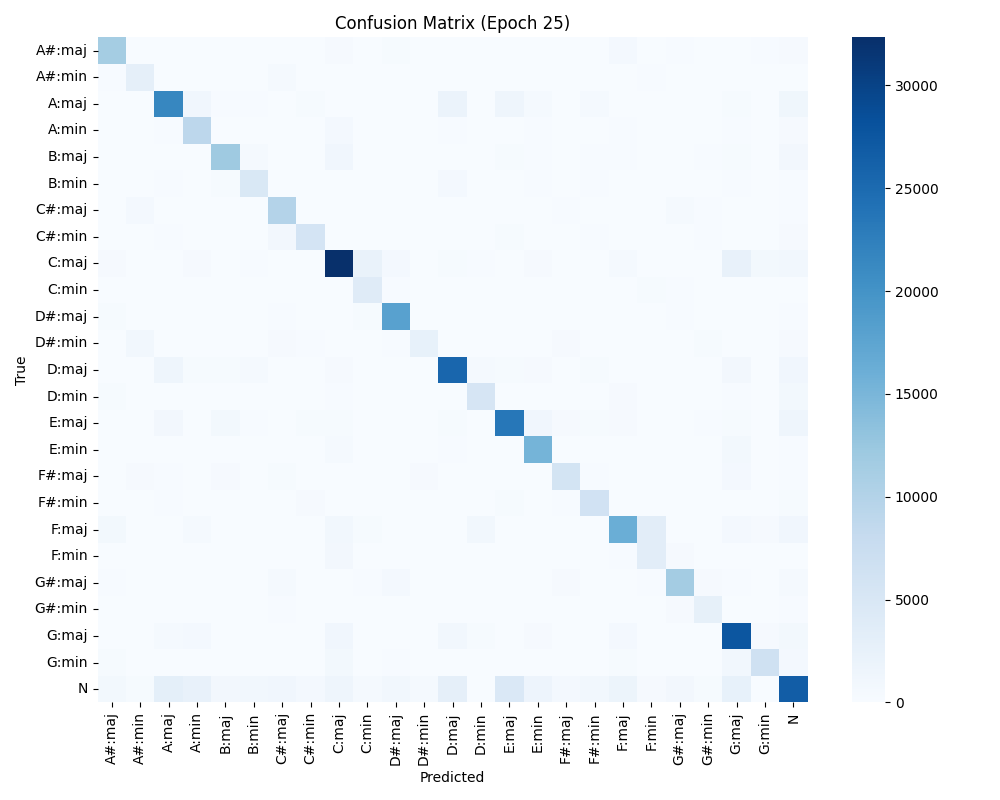 Confusion Matrix (Epoch 25)
True
A#:maj
A#:min
A:maj
A:min
B:maj
B:min
C#:maj
C#:min
C:maj
C:min
D#:maj
D#:min
D:maj
D:min
E:maj
E:min
F#:maj
F#:min
F:maj
F:min
G#:maj
G#:min
G:maj
G:min
N
A#:maj
A#:min
A:maj
A:min
B:maj
B:min
C#:maj
C#:min
C:maj
C:min
D#:maj
D#:min
D:maj
D:min
E:maj
E:min
F#:maj
F#:min
F:maj
F:min
G#:maj
G#:min
G:maj
G:min
N
Predicted
30000
25000
20000
15000
10000
5000
0